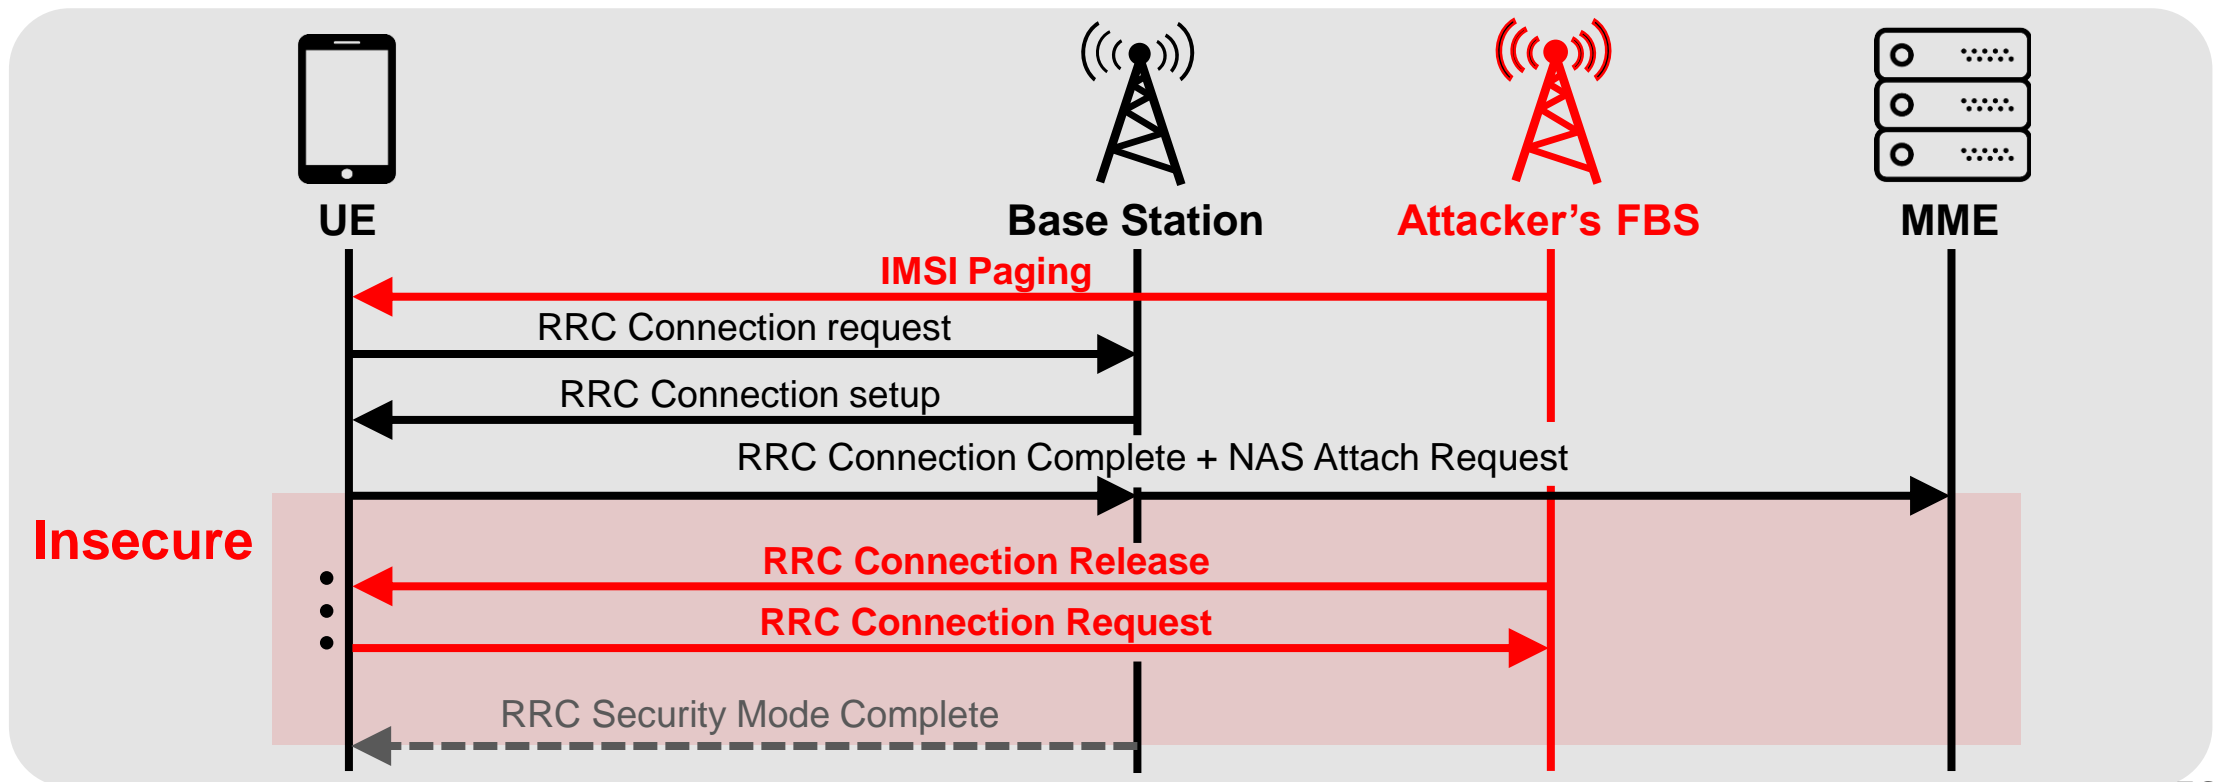 UE
Base Station
Attacker’s FBS
MME
IMSI Paging
RRC Connection request
RRC Connection setup
RRC Connection Complete + NAS Attach Request
Insecure
RRC Connection Release
RRC Connection Request
RRC Security Mode Complete